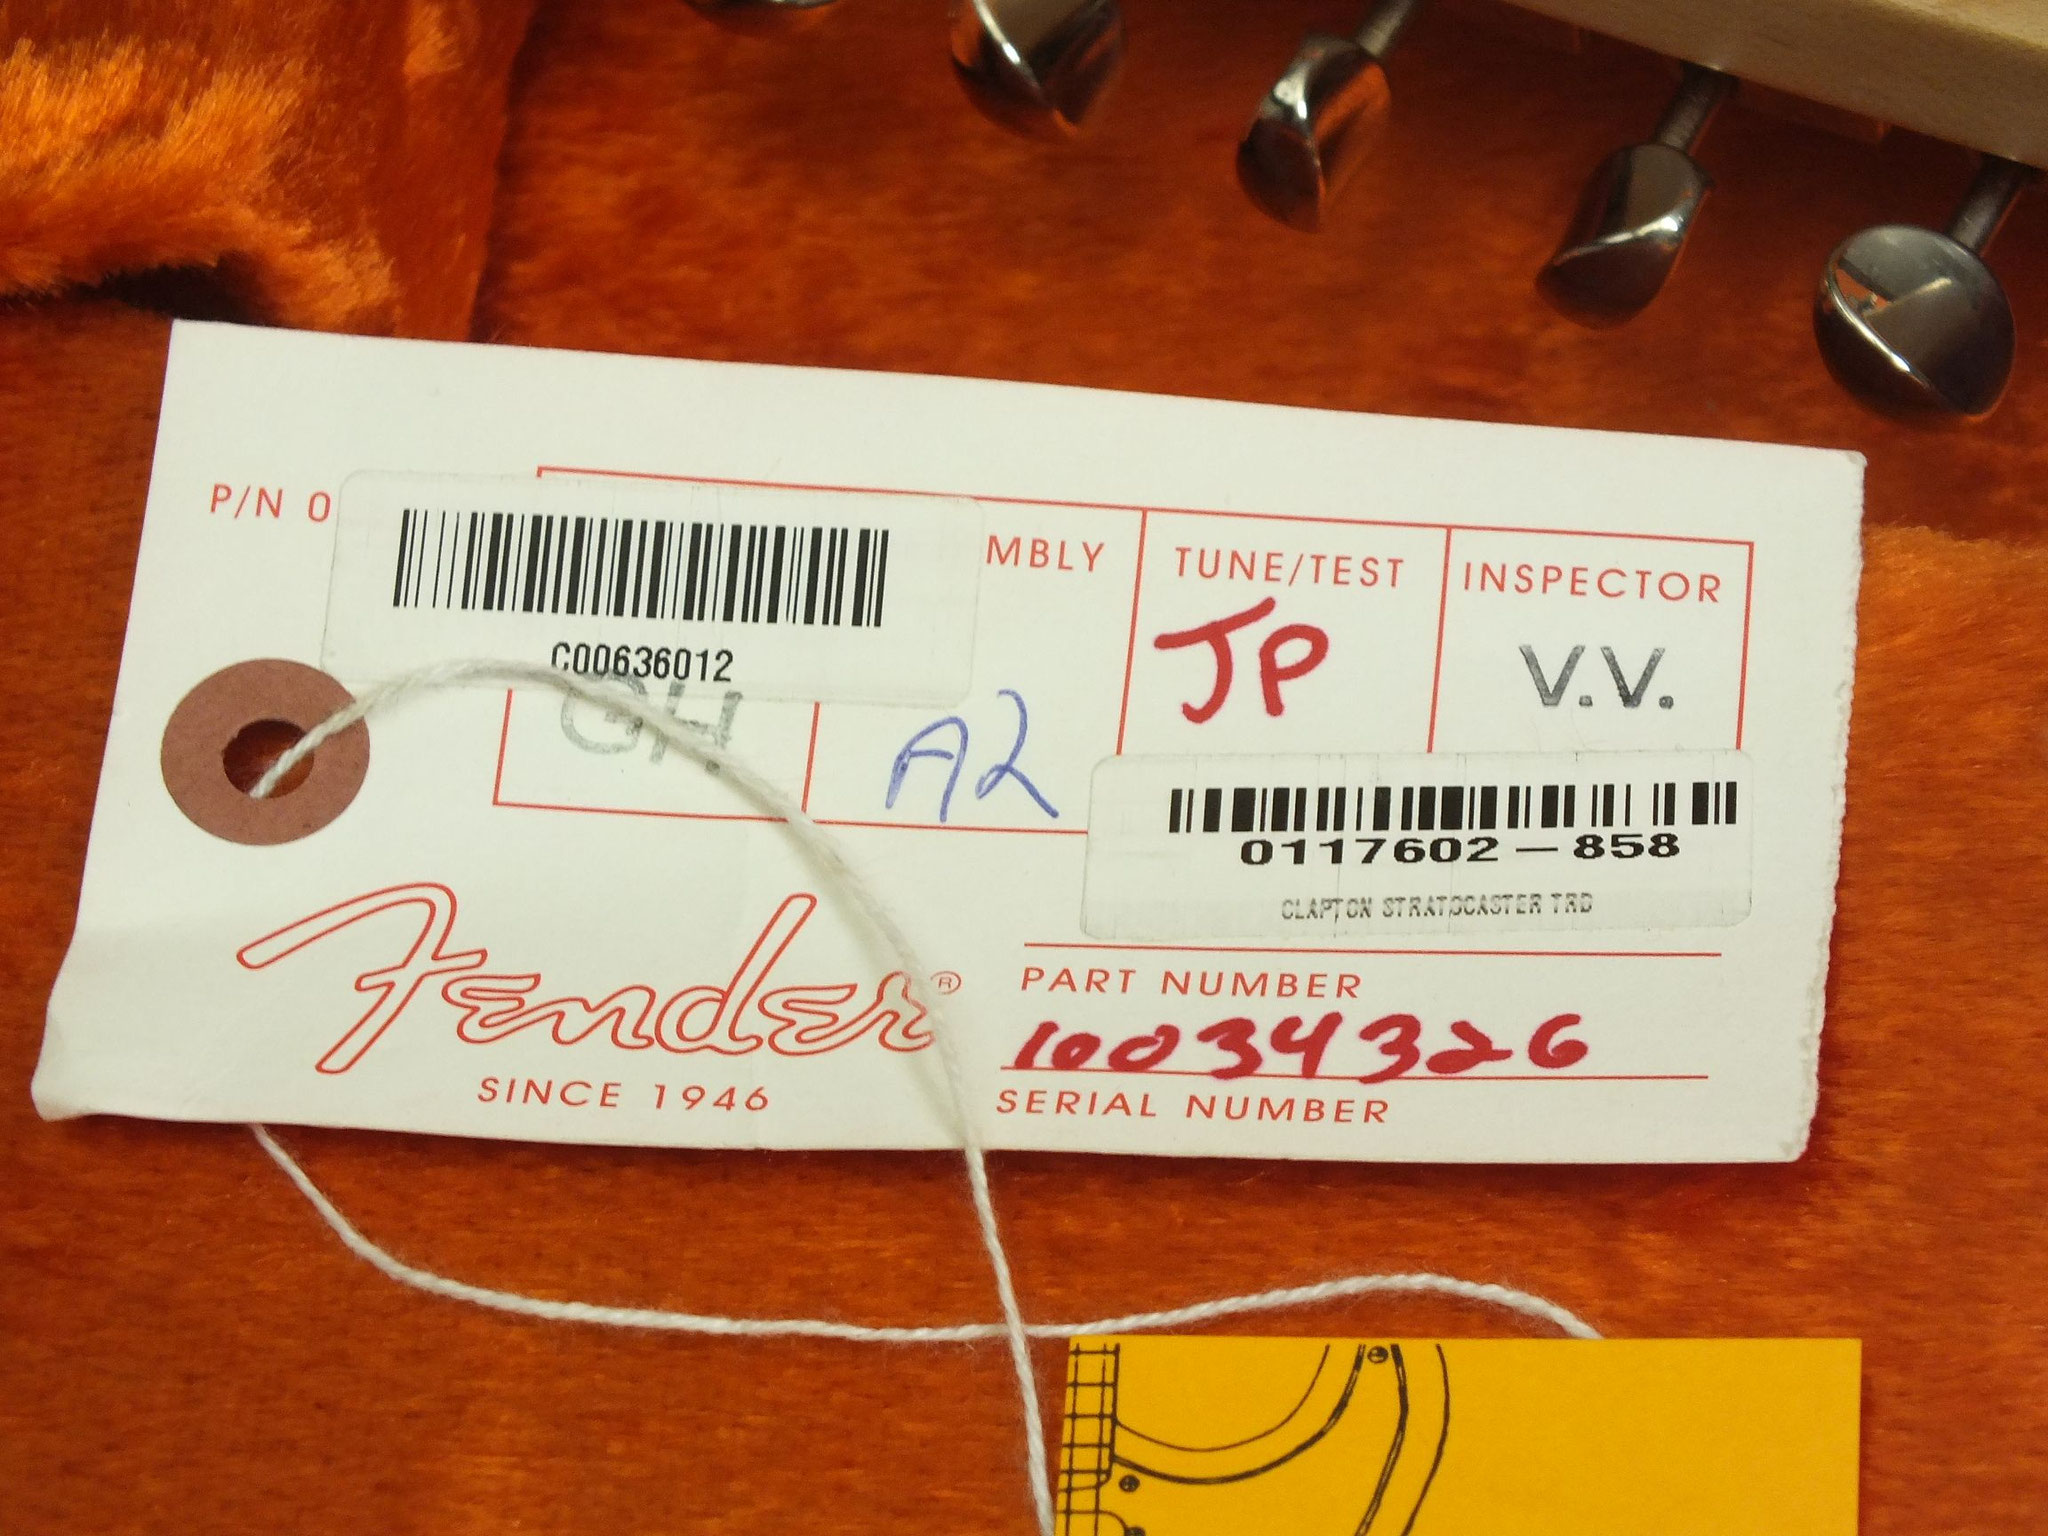 P/N 0
C00636012
MBLY
TUNE/TEST
INSPECTOR
GH.
A2
JP
V.V.
0117602-858
CLAPTON STRATOCASTER TRD
Fender®
SINCE 1946
PART NUMBER
10034326
SERIAL NUMBER